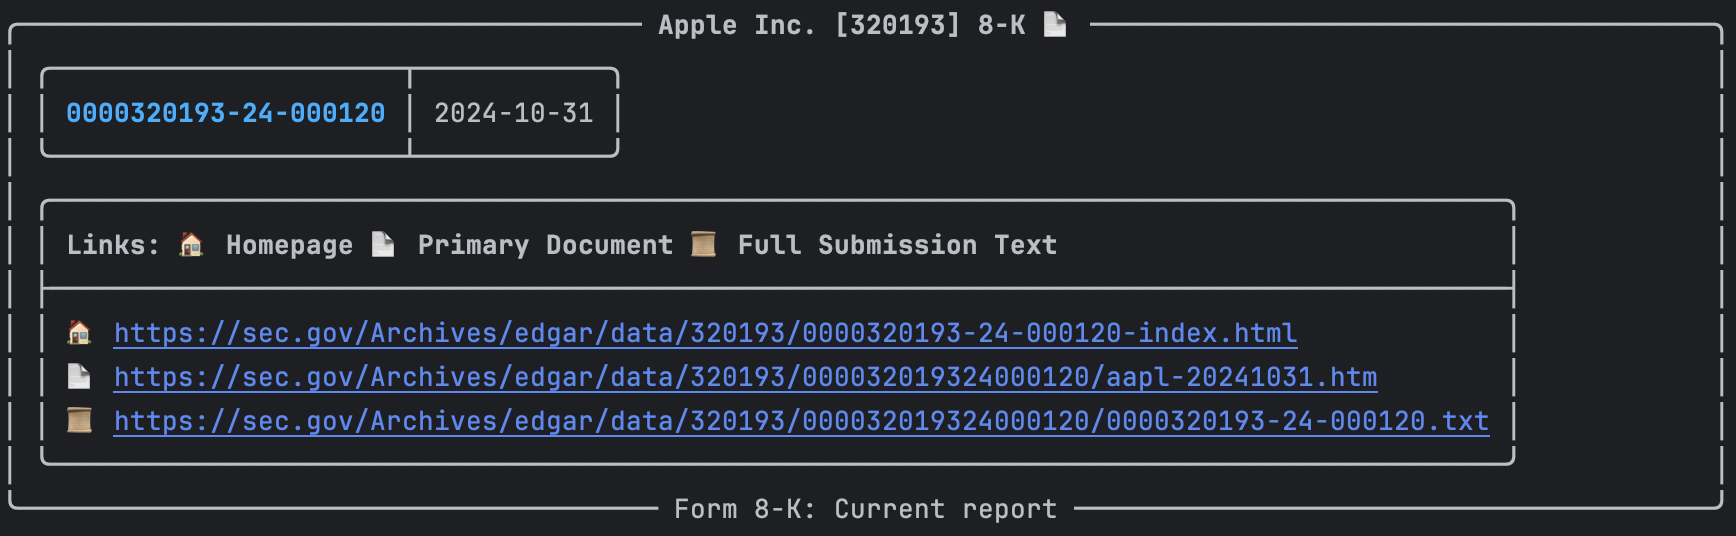 Apple Inc. [320193] 8-K 📄
0000320193-24-000120 2024-10-31
Links: 🏠 Homepage 📄 Primary Document 📜 Full Submission Text
🏠 https://sec.gov/Archives/edgar/data/320193/0000320193-24-000120-index.html
📄 https://sec.gov/Archives/edgar/data/320193/000032019324000120/aapl-20241031.htm
📜 https://sec.gov/Archives/edgar/data/320193/000032019324000120/0000320193-24-000120.txt
Form 8-K: Current report